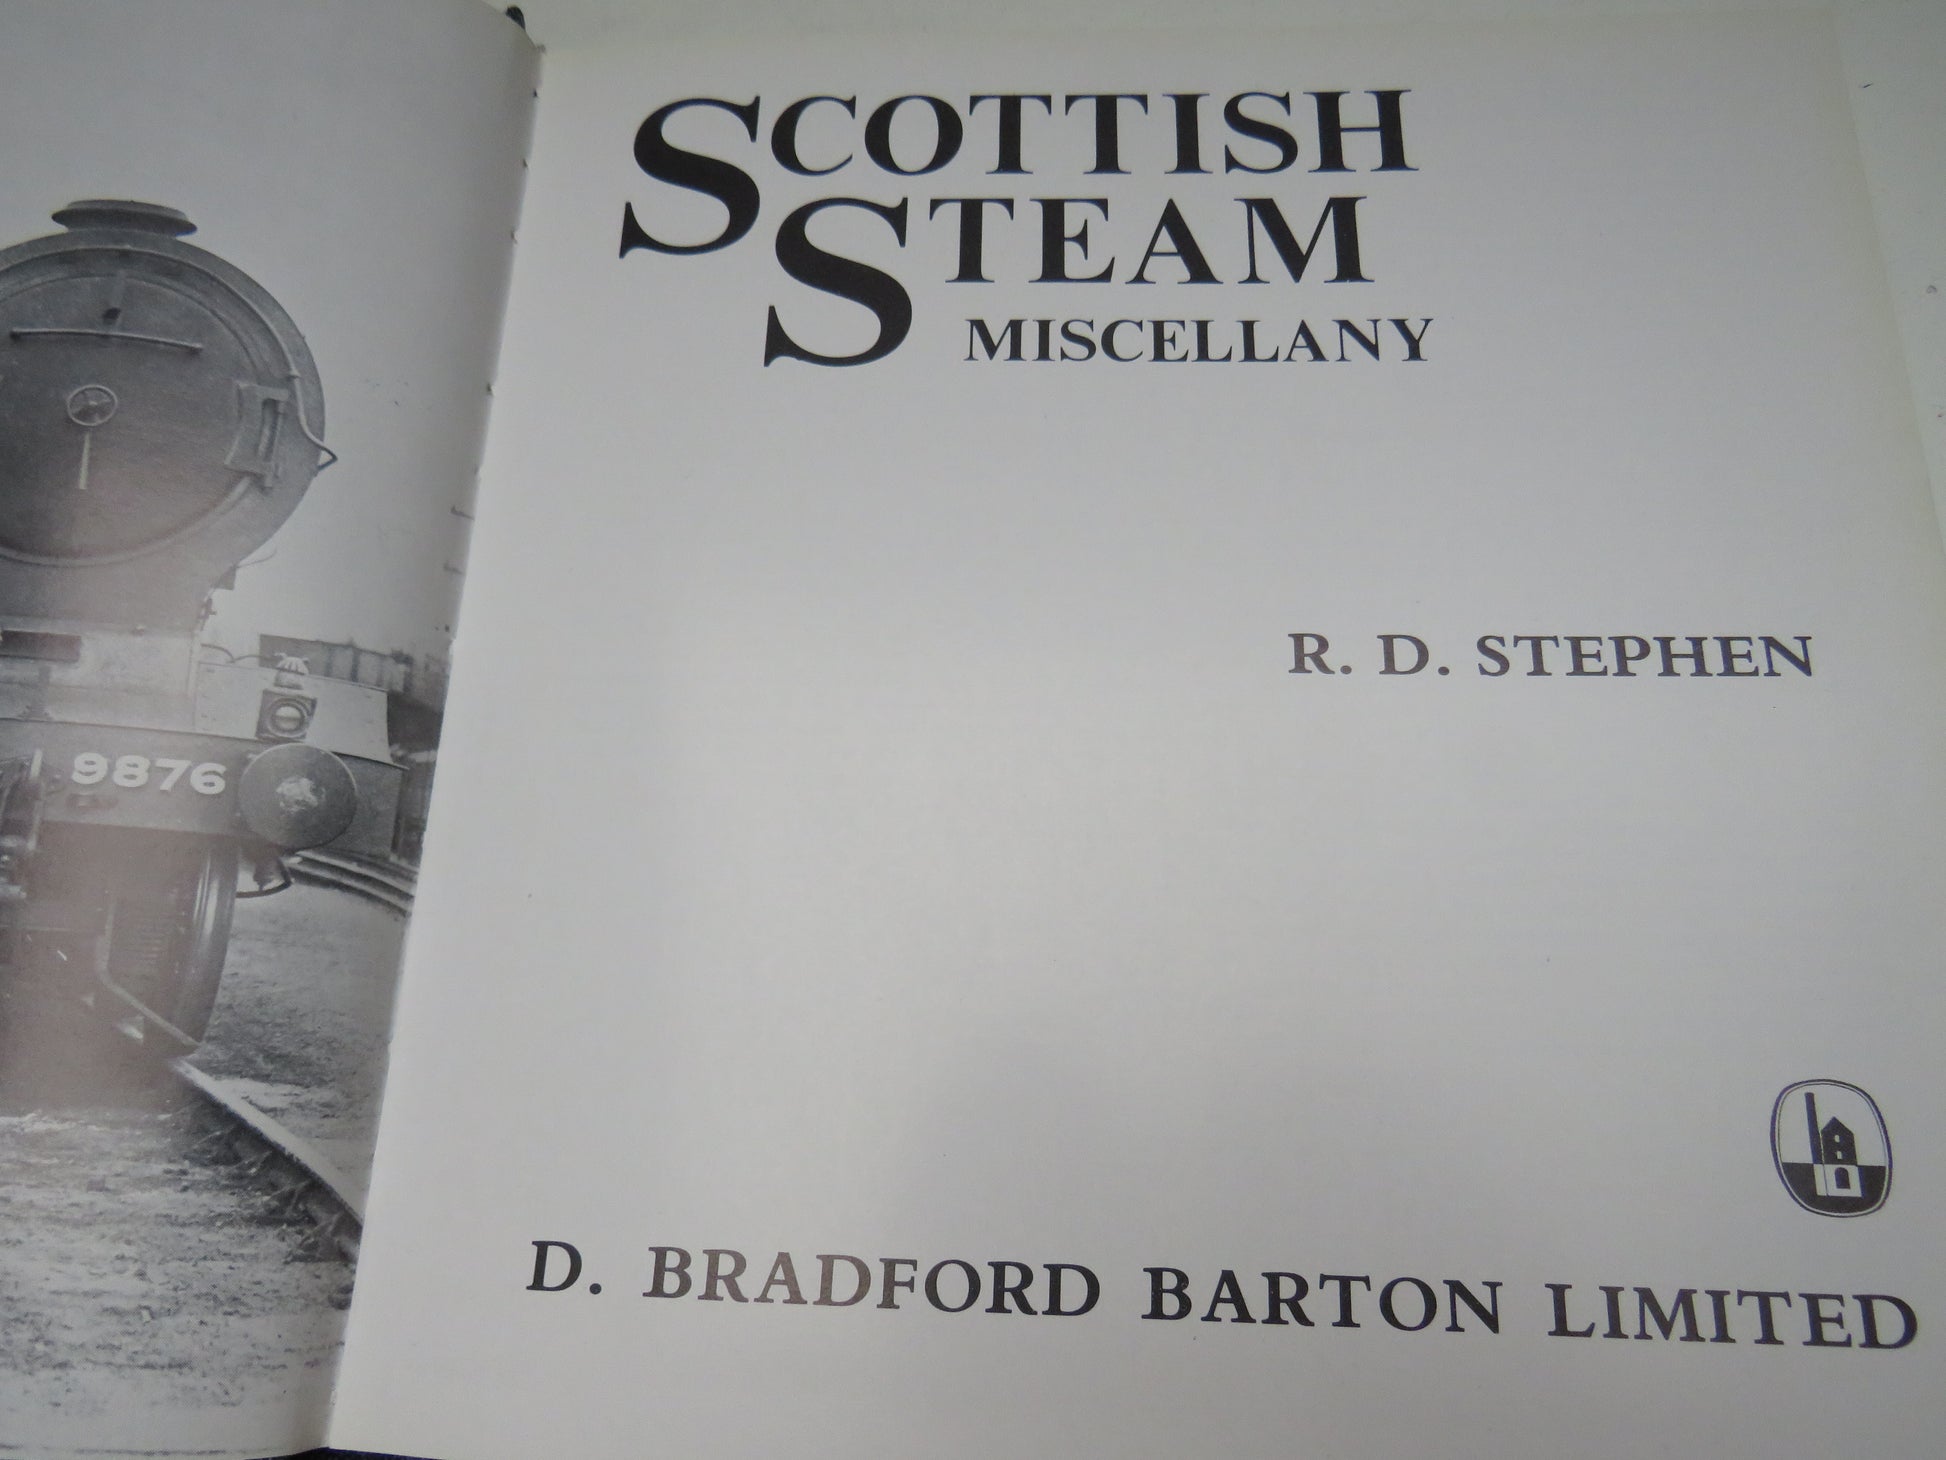 SCOTTISH
STEAM
MISCELLANY
R. D. STEPHEN
9876
D. BRADFORD BARTON LIMITED